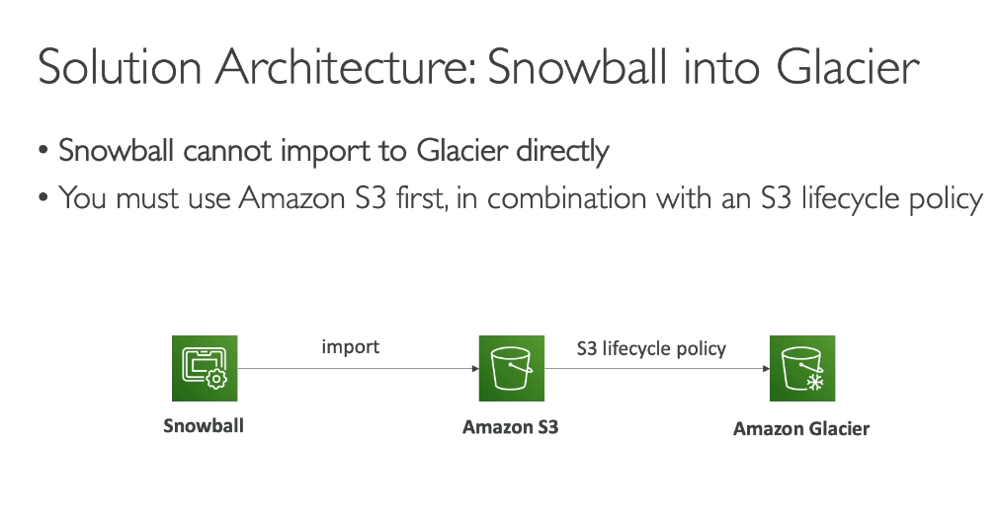 Solution Architecture: Snowball into Glacier
• Snowball cannot import to Glacier directly
• You must use Amazon S3 first, in combination with an S3 lifecycle policy
import
S3 lifecycle policy
Snowball
Amazon S3
Amazon Glacier